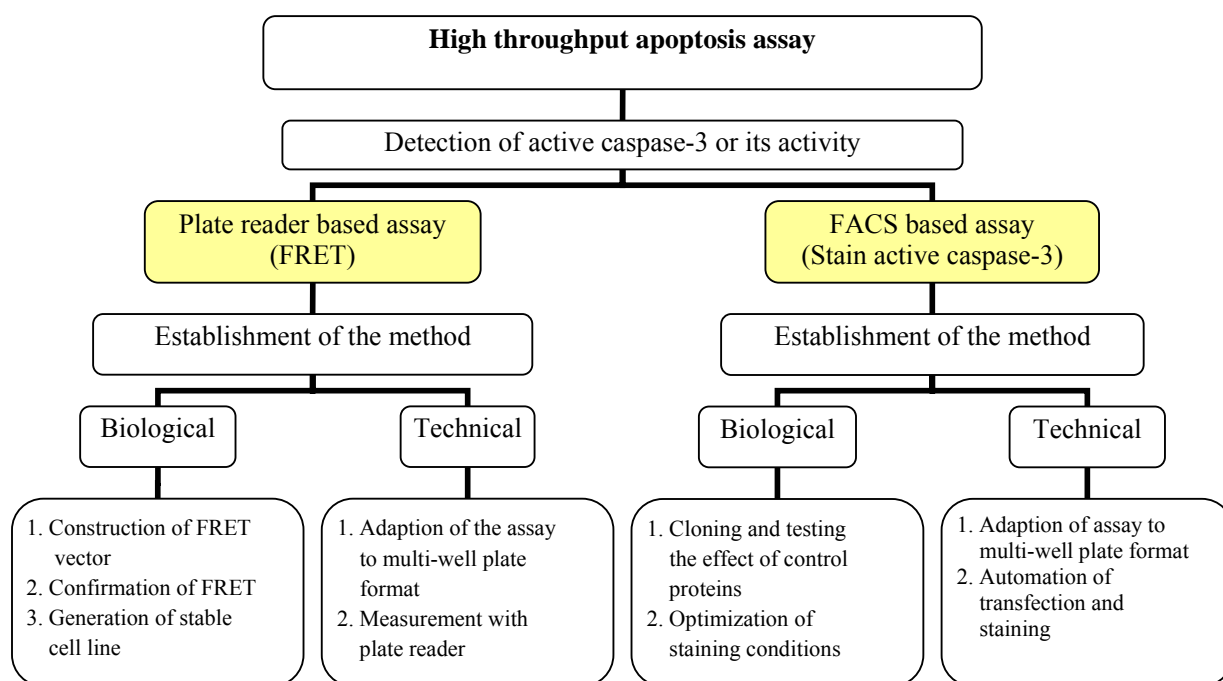 High throughput apoptosis assay
Detection of active caspase-3 or its activity
Plate reader based assay
(FRET)
FACS based assay
(Stain active caspase-3)
Establishment of the method
Establishment of the method
Biological
Technical
Biological
Technical
1. Construction of FRET
vector
2. Confirmation of FRET
3. Generation of stable
cell line
1. Adaption of the assay
to multi-well plate
format
2. Measurement with
plate reader
1. Cloning and testing
the effect of control
proteins
2. Optimization of
staining conditions
1. Adaption of assay to
multi-well plate format
2. Automation of
transfection and
staining